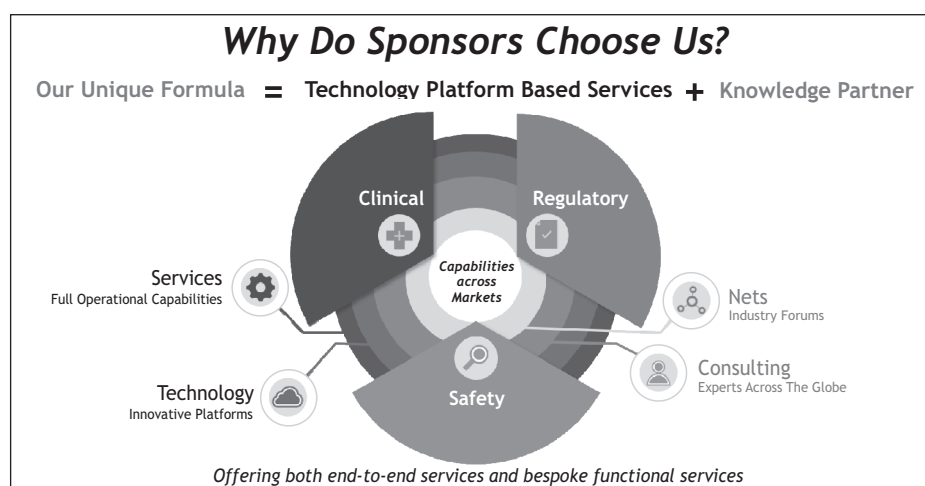 Why Do Sponsors Choose Us?
Our Unique Formula = Technology Platform Based Services + Knowledge Partner
Clinical
Regulatory
Capabilities
across
Markets
Services
Full Operational Capabilities
Nets
Industry Forums
Technology
Innovative Platforms
Consulting
Experts Across The Globe
Safety
Offering both end-to-end services and bespoke functional services